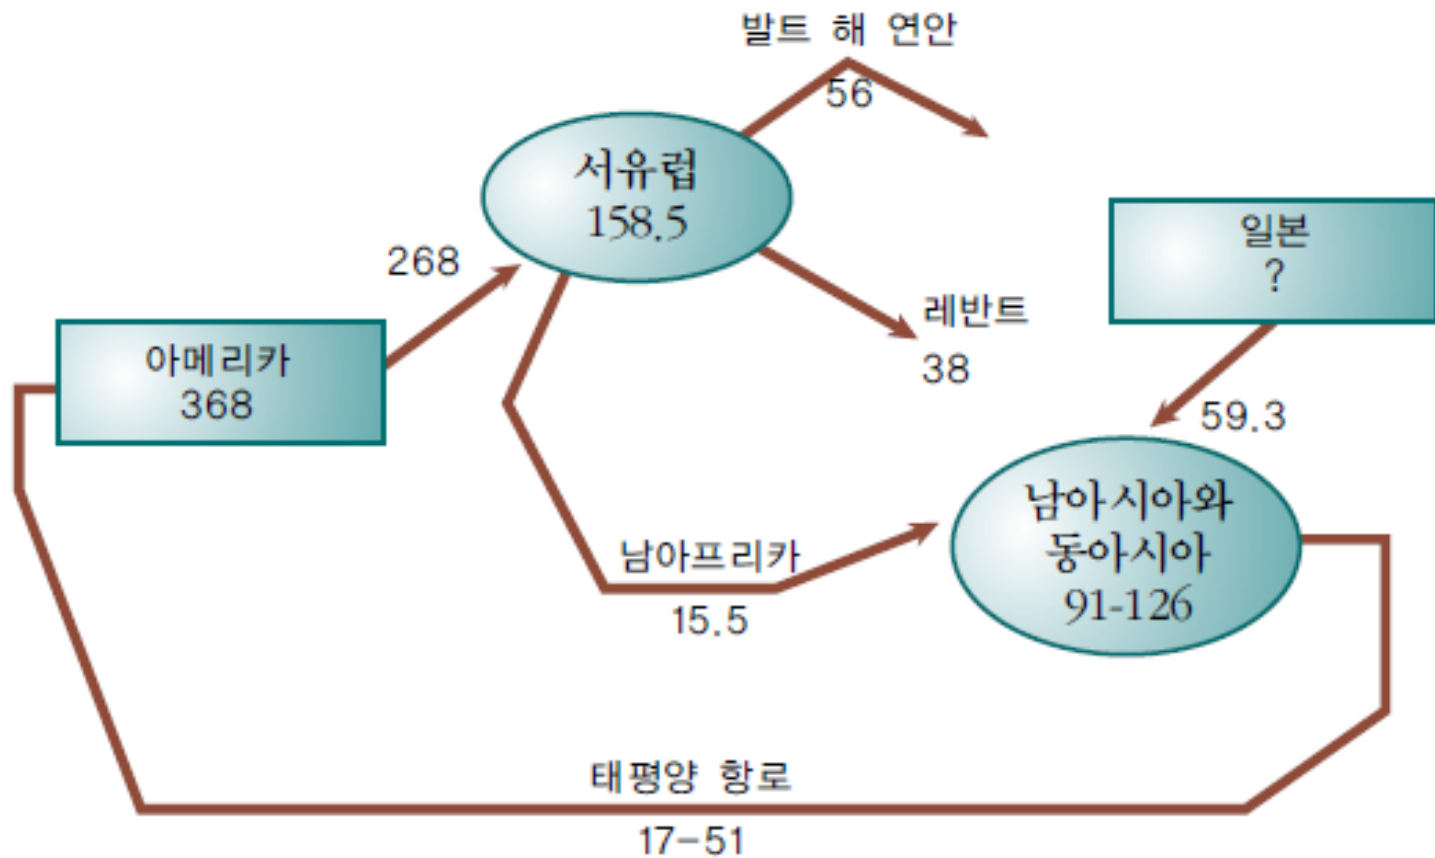 발트 해 연안
56
서유럽
158.5
일본
?
268
레반트
38
아메리카
368
59.3
남아시아와
동아시아
91-126
남아프리카
15.5
태평양 항로
17-51